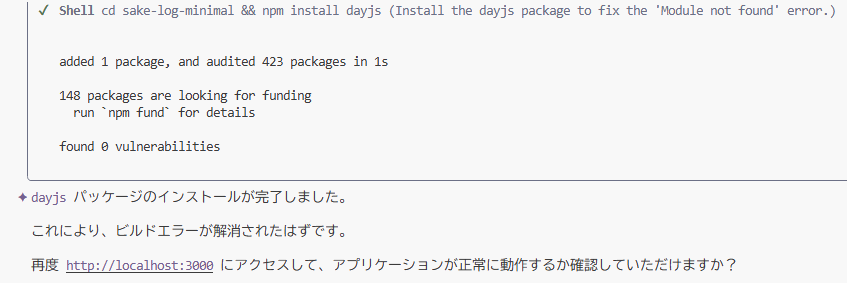 ✓ Shell cd sake-log-minimal && npm install dayjs (Install the dayjs package to fix the 'Module not found' error.)
added 1 package, and audited 423 packages in 1s
148 packages are looking for funding
run `npm fund` for details
found 0 vulnerabilities
✦ dayjs パッケージのインストールが完了しました。
これにより、ビルドエラーが解消されたはずです。
再度 http://localhost:3000 にアクセスして、アプリケーションが正常に動作するか確認していただけますか？